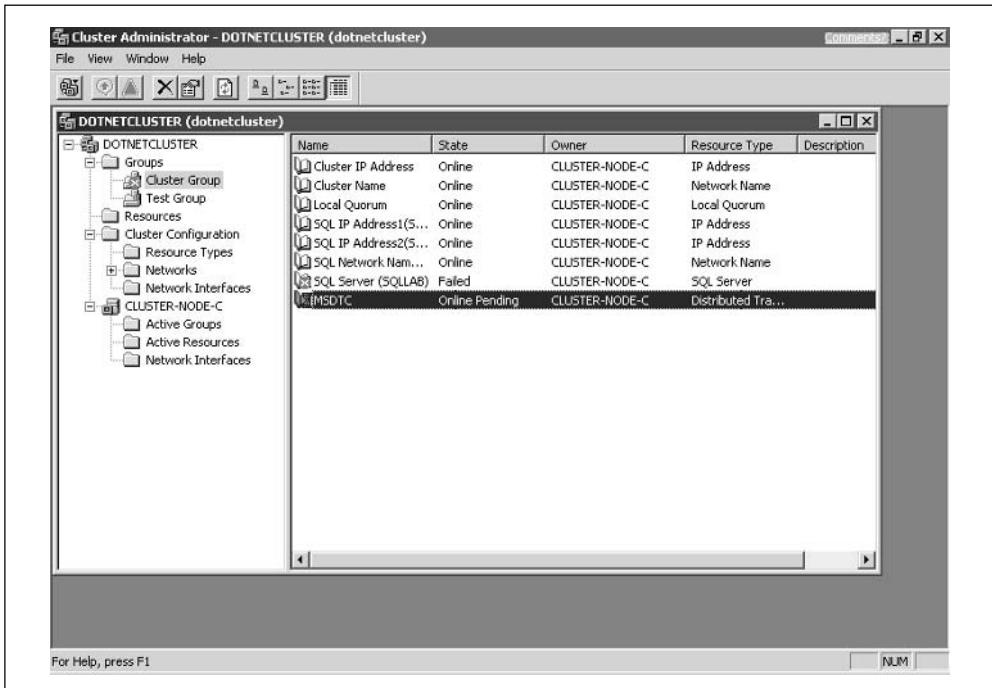 Cluster Administrator - DOTNETCLUSTER (dotnetcluster)
Comments?
File View Window Help
DOTNETCLUSTER (dotnetcluster)
DOTNETCLUSTER
Groups
Cluster Group
Test Group
Resources
Cluster Configuration
Resource Types
Networks
Network Interfaces
CLUSTER-NODE-C
Active Groups
Active Resources
Network Interfaces
Name State Owner Resource Type Description
Cluster IP Address Online CLUSTER-NODE-C IP Address
Cluster Name Online CLUSTER-NODE-C Network Name
Local Quorum Online CLUSTER-NODE-C Local Quorum
SQL IP Address1(S... Online CLUSTER-NODE-C IP Address
SQL IP Address2(S... Online CLUSTER-NODE-C IP Address
SQL Network Nam... Online CLUSTER-NODE-C Network Name
SQL Server (SQLLAB) Failed CLUSTER-NODE-C SQL Server
MSDTC Online Pending CLUSTER-NODE-C Distributed Tra...
For Help, press F1
NUM